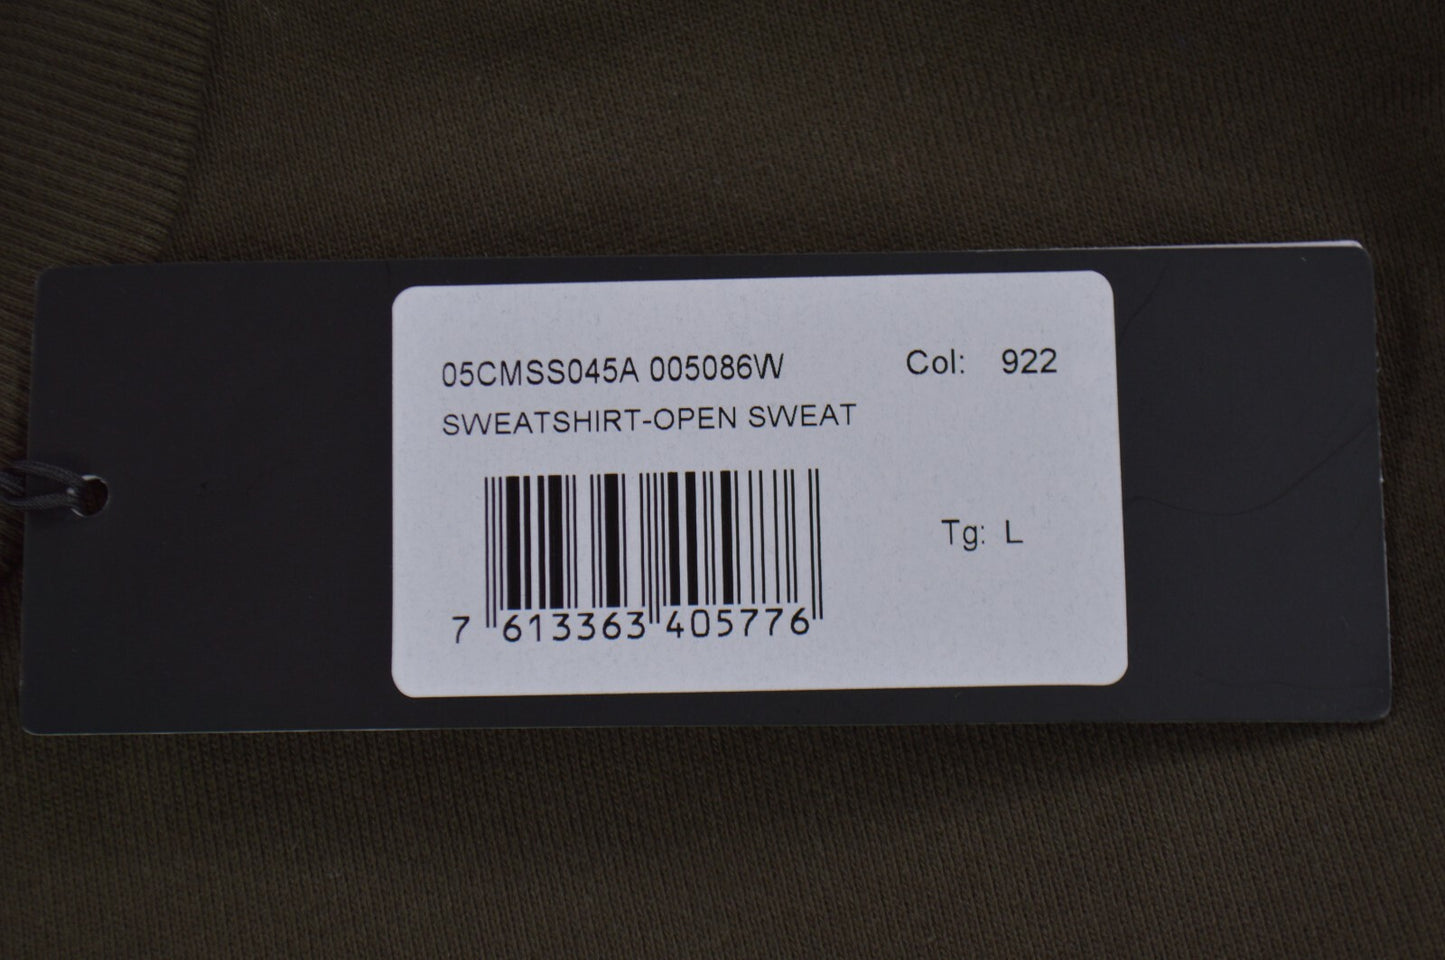 05CMSS045A 005086W Col: 922
SWEATSHIRT-OPEN SWEAT
Tg: L
7 613363 405776